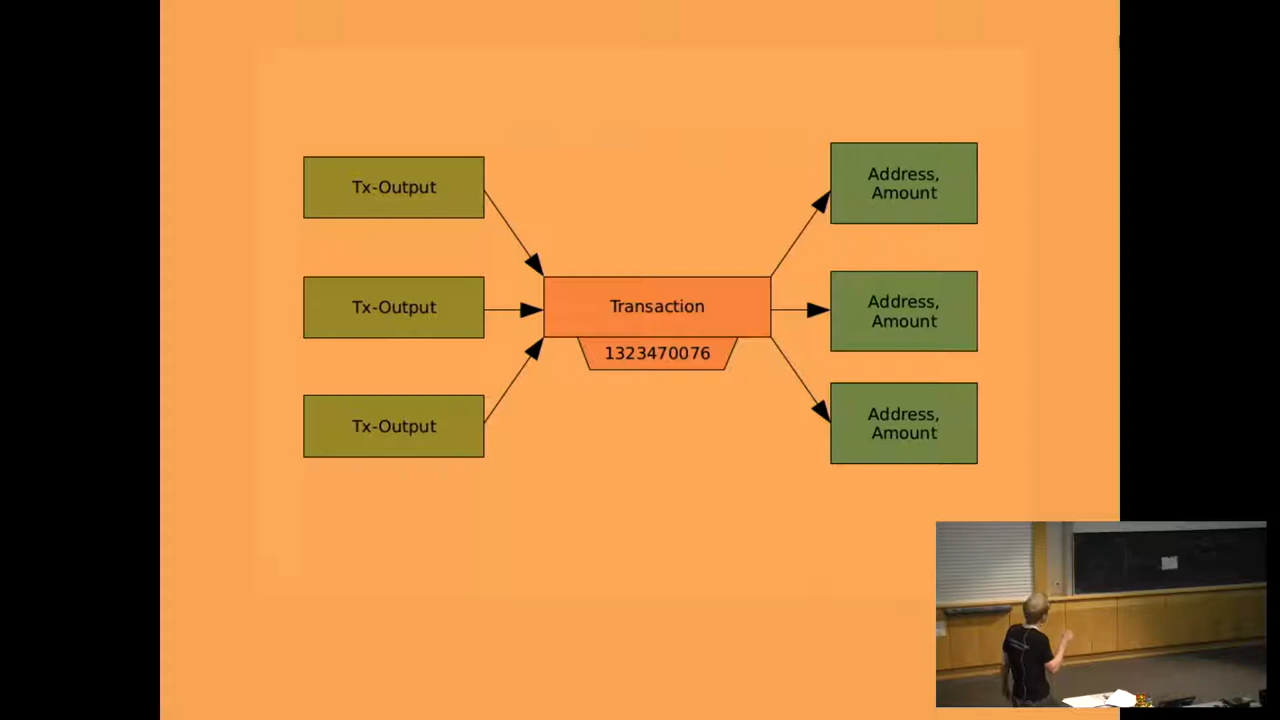 Tx-Output
Tx-Output
Tx-Output
Transaction
1323470076
Address,
Amount
Address,
Amount
Address,
Amount